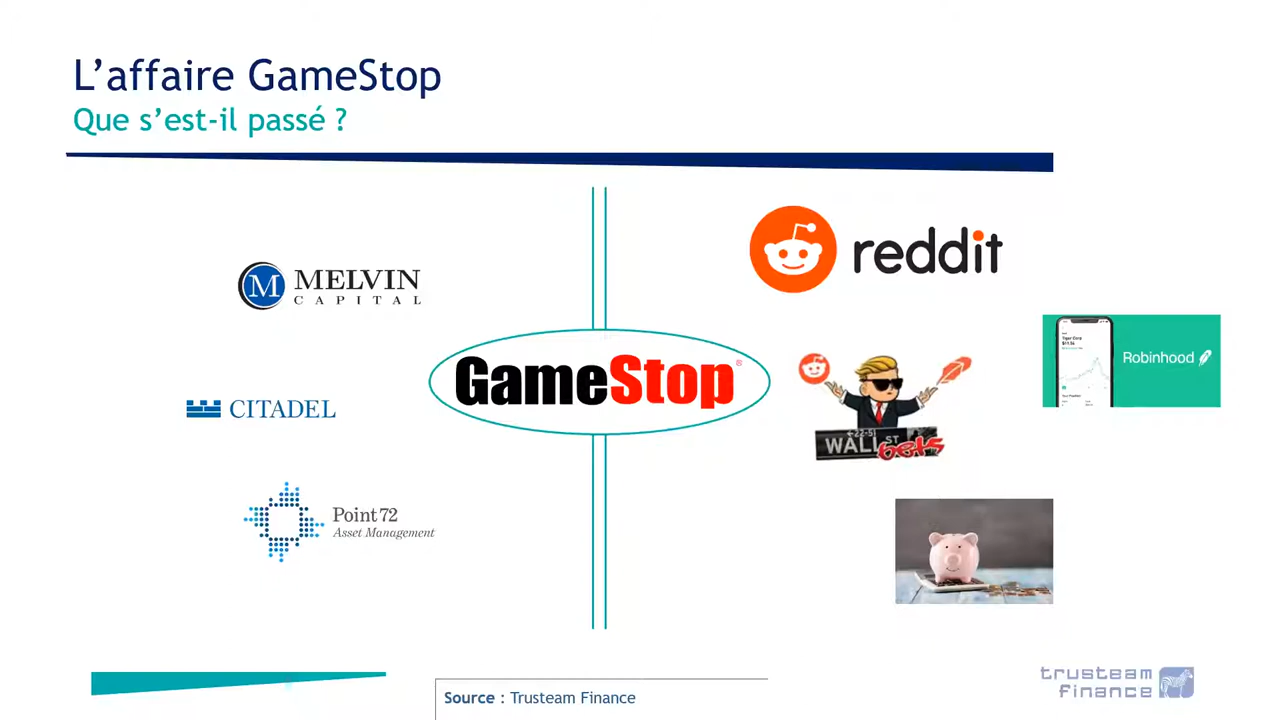 L’affaire GameStop
Que s’est-il passé ?
MELVIN
CAPITAL
CITADEL
Point72
Asset Management
GameStop®
reddit
WALL ST
bets
Robinhood
Source : Trusteam Finance
trusteam
finance